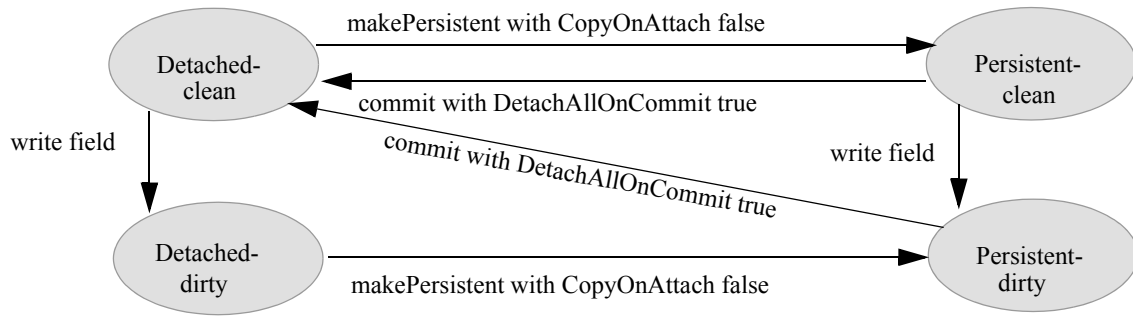 makePersistent with CopyOnAttach false
Detached-
clean
Persistent-
clean
commit with DetachAllOnCommit true
write field
commit with DetachAllOnCommit true
write field
Detached-
dirty
Persistent-
dirty
makePersistent with CopyOnAttach false